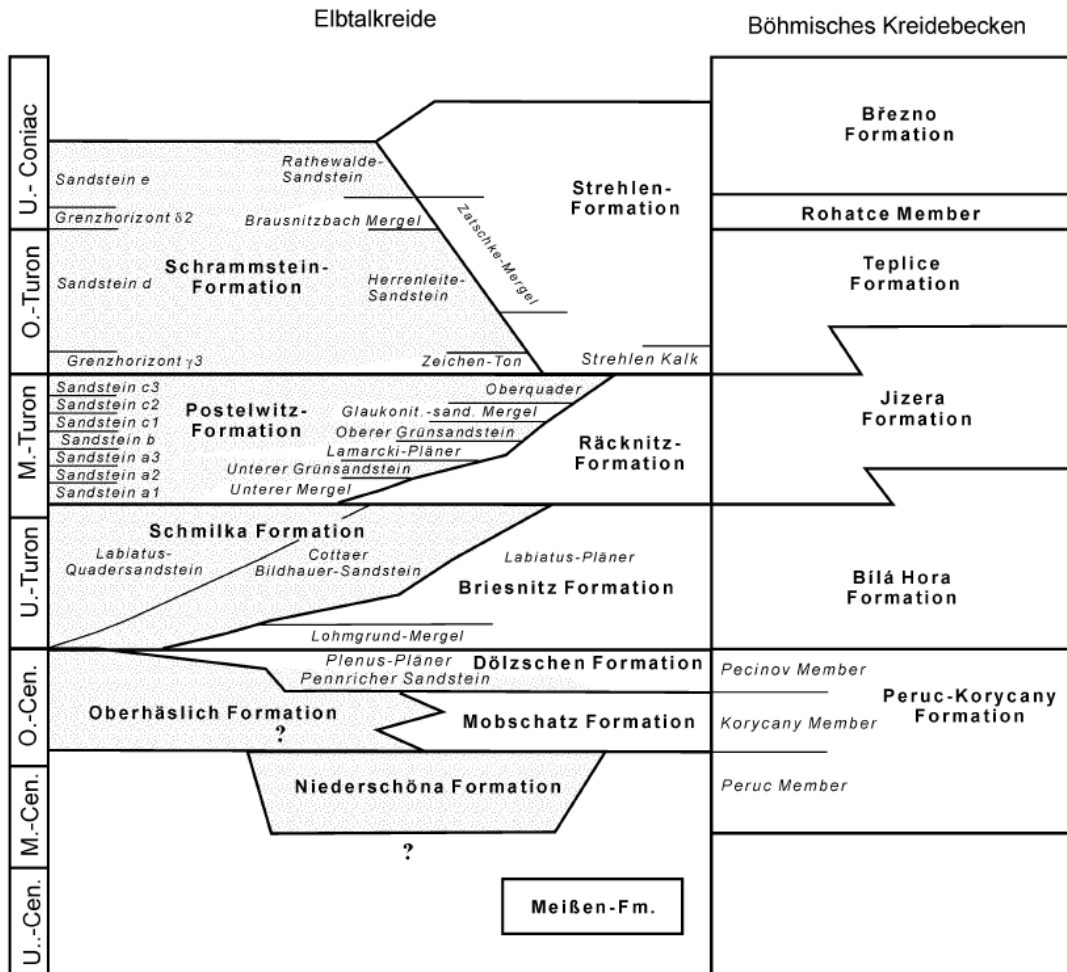 Elbtalkreide
Böhmisches Kreidebecken
U.- Coniac
O.-Turon
M.-Turon
U.-Turon
O.-Cen.
M.-Cen.
U..-Cen.
Rathewalde-
Sandstein
Sandstein e
Grenzhorizont δ2
Brausnitzbach Mergel
Schrammstein-
Formation
Sandstein d
Herrenleite-
Sandstein
Zatschke-Mergel
Strehlen-
Formation
Grenzhorizont γ3
Zeichen-Ton
Strehlen Kalk
Sandstein c3
Sandstein c2
Sandstein c1
Sandstein b
Sandstein a3
Sandstein a2
Sandstein a1
Postelwitz-
Formation
Oberquader
Glaukonit.-sand. Mergel
Oberer Grünsandstein
Lamarcki-Pläner
Unterer Grünsandstein
Unterer Mergel
Räcknitz-
Formation
Schmilka Formation
Labiatus-
Quadersandstein
Cottaer
Bildhauer-Sandstein
Labiatus-Pläner
Briesnitz Formation
Lohmgrund-Mergel
Plenus-Pläner
Pennricher Sandstein
Dölzschen Formation
Oberhäslich Formation
?
Mobschatz Formation
Niederschöna Formation
?
Meißen-Fm.
Březno
Formation
Rohatce Member
Teplice
Formation
Jizera
Formation
Bílá Hora
Formation
Pecinov Member
Peruc-Korycany
Formation
Korycany Member
Peruc Member